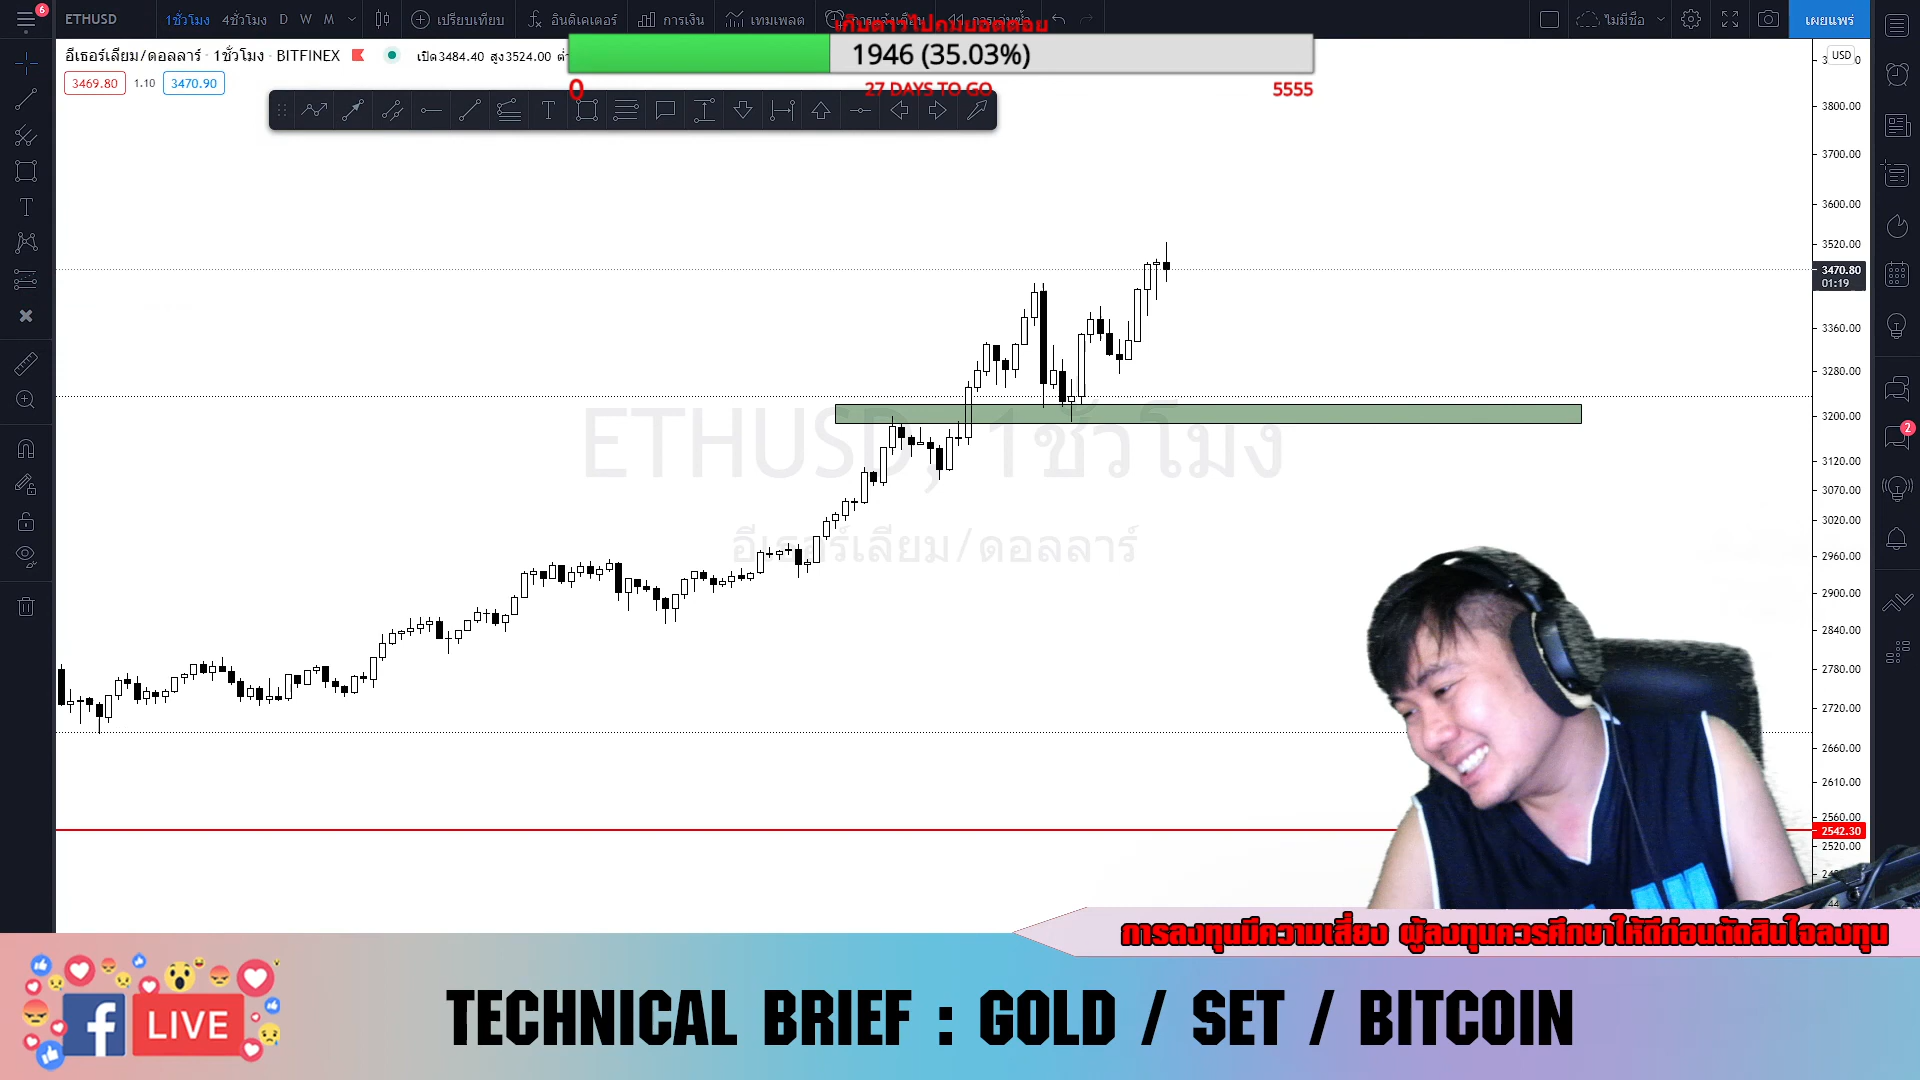 6
ETHUSD
1ชั่วโมง
4ชั่วโมง
D
W
M
เปรียบเทียบ
อินดิเคเตอร์
การเงิน
เทมเพลต
ไม่มีชื่อ
เผยแพร่
อีเธอร์เลียม/ดอลลาร์ · 1ชั่วโมง · BITFINEX
เปิด3484.40 สูง3524.00
1946 (35.03%)
0
27 DAYS TO GO
5555
3469.80
1.10
3470.90
USD
3800.00
3700.00
3600.00
3520.00
3470.80
01:19
3360.00
3280.00
3200.00
3120.00
3070.00
3020.00
2960.00
2900.00
2840.00
2780.00
2720.00
2660.00
2610.00
2560.00
2542.30
2520.00
2
ETHUSD, 1ชั่วโมง
อีเธอร์เลียม/ดอลลาร์
การลงทุนมีความเสี่ยง ผู้ลงทุนควรศึกษาให้ดีก่อนตัดสินใจลงทุน
f LIVE
TECHNICAL BRIEF : GOLD / SET / BITCOIN